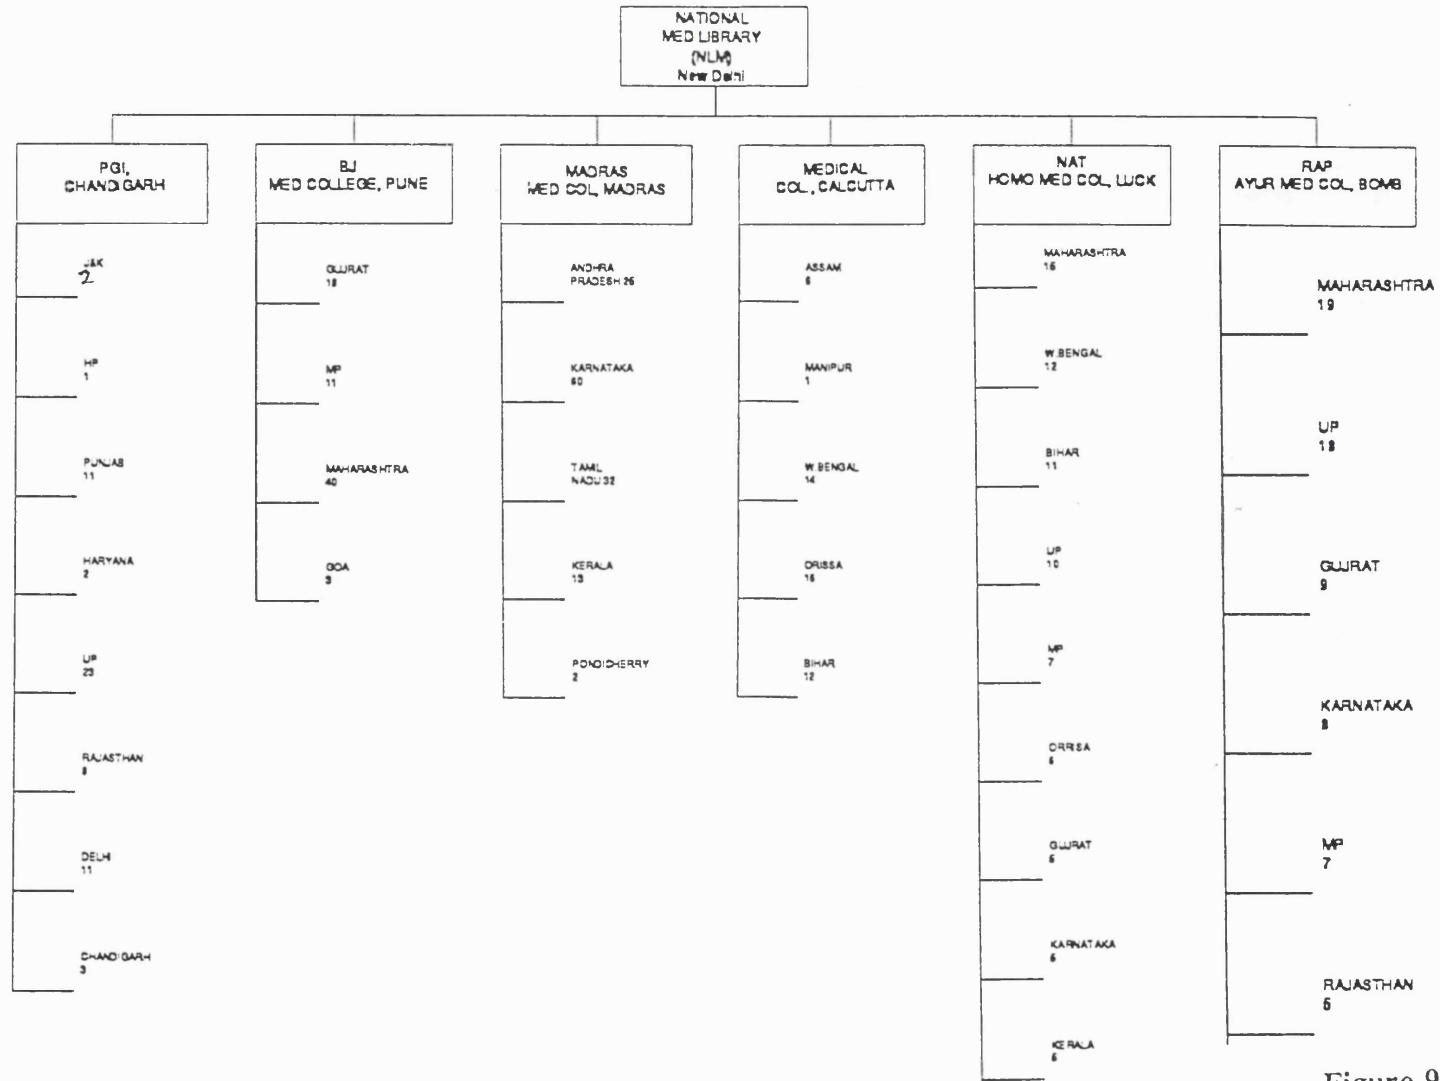 NATIONAL
MED LIBRARY
(NLM)
New Delhi
PGI,
CHANDIGARH
BJ
MED COLLEGE, PUNE
MADRAS
MED COL, MADRAS
MEDICAL
COL., CALCUTTA
NAT
HOMO MED COL, LUCK
RAP
AYUR MED COL, BOMB
J&K
2
HP
1
PUNJAB
11
HARYANA
2
UP
23
RAJASTHAN
DELHI
11
CHANDIGARH
3
GUJRAT
MP
11
MAHARASHTRA
40
GOA
3
ANDHRA
PRADESH
KARNATAKA
TAMIL
NADU 32
KERALA
13
PONDICHERRY
2
ASSAM
MANIPUR
1
W.BENGAL
14
ORISSA
BIHAR
12
MAHARASHTRA
W.BENGAL
12
BIHAR
11
UP
10
MP
7
ORRISA
GUJRAT
KARNATAKA
KERALA
MAHARASHTRA
19
UP
18
GUJRAT
9
KARNATAKA
8
MP
7
RAJASTHAN
Figure 9